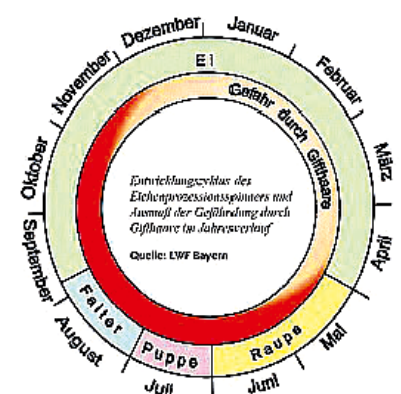 Dezember
Januar
Februar
März
April
Mai
Juni
Juli
August
September
Oktober
November
Ei
Gefahr durch Gifthaare
Raupe
Puppe
Falter
Entwicklungszyklus des
Eichenprozessionsspinners und
Ausmaß der Gefährdung durch
Gifthaare im Jahresverlauf
Quelle: LWF Bayern